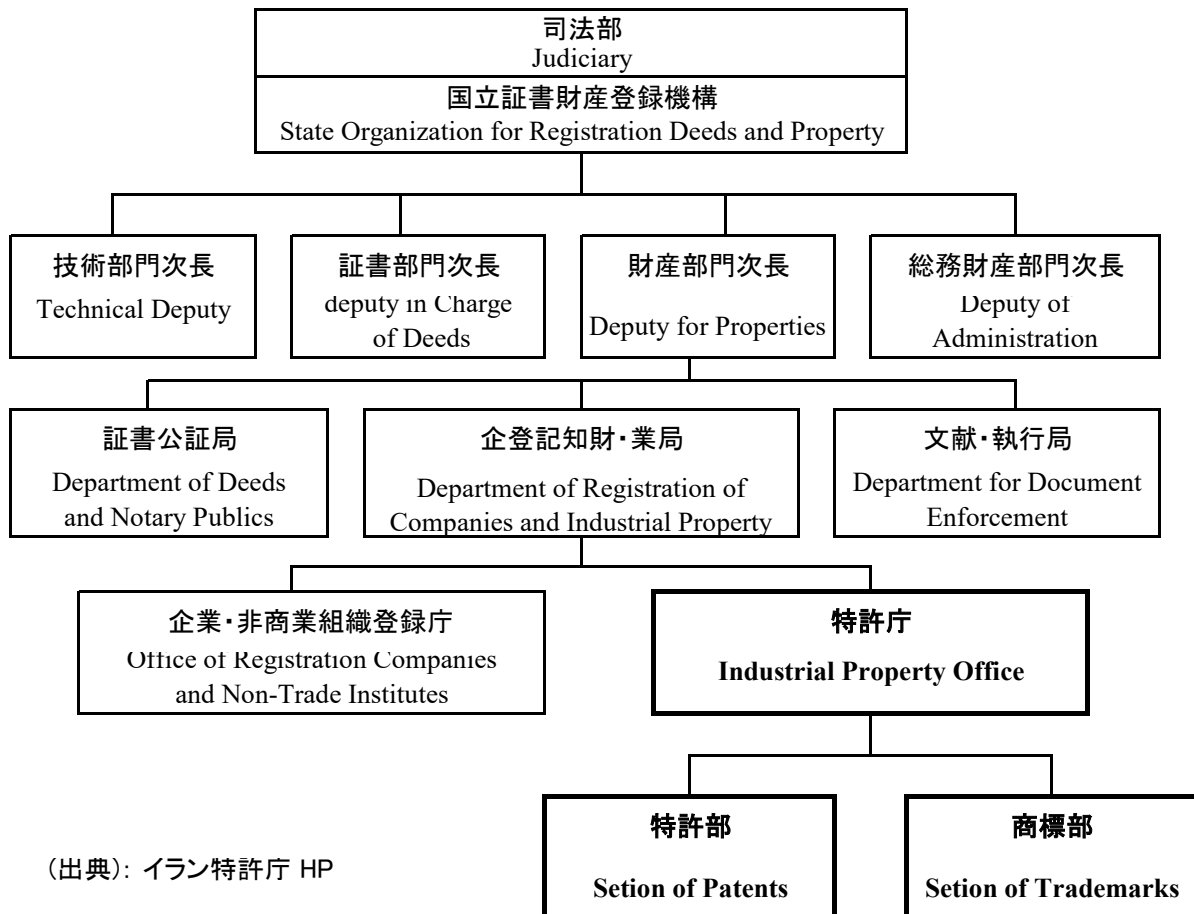 司法部
Judiciary
国立証書財産登録機構
State Organization for Registration Deeds and Property
技術部門次長
Technical Deputy
証書部門次長
deputy in Charge
of Deeds
財産部門次長
Deputy for Properties
総務財産部門次長
Deputy of
Administration
証書公証局
Department of Deeds
and Notary Publics
企登記知財・業局
Department of Registration of
Companies and Industrial Property
文献・執行局
Department for Document
Enforcement
企業・非商業組織登録庁
Office of Registration Companies
and Non-Trade Institutes
特許庁
Industrial Property Office
特許部
Setion of Patents
商標部
Setion of Trademarks
(出典): イラン特許庁 HP